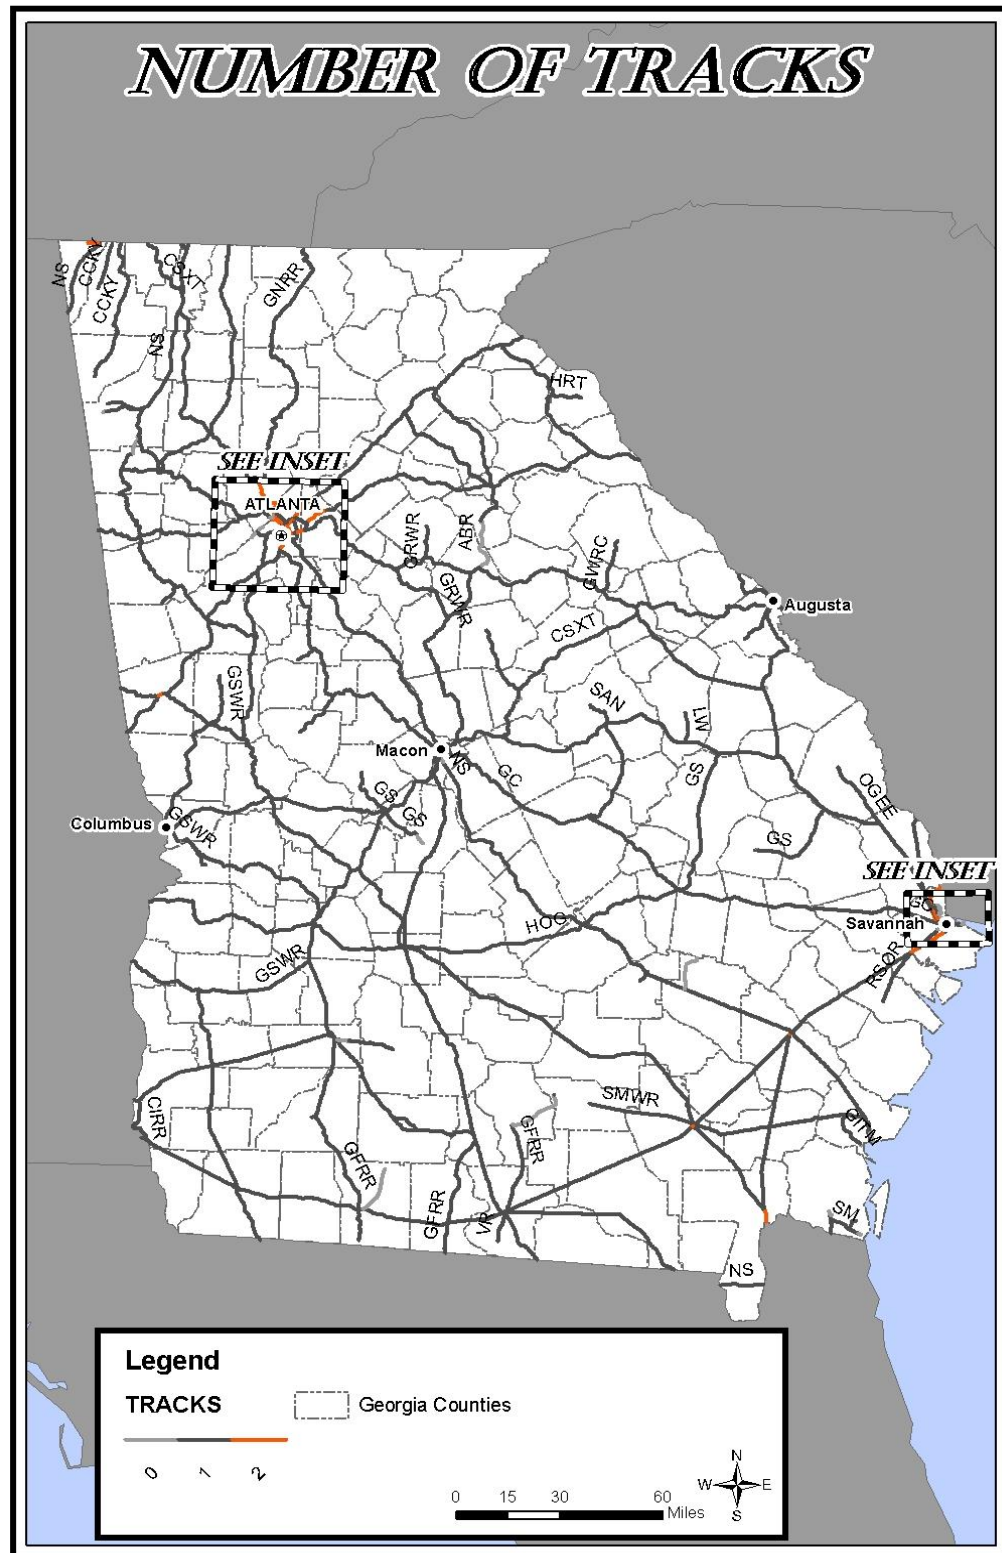 NUMBER OF TRACKS
NS
CCKY
CCKY
CSXT
NS
GNRR
HRT
SEE INSET
ATLANTA
GRWR
ABR
GRWR
GWRC
CSXT
Augusta
GSWR
SAN
LW
Macon
NS
GC
GS
GS
GS
OGEE
GS
Columbus
GSWR
SEE INSET
GC
Savannah
HOG
GSWR
RSOR
CIRR
SMWR
GITM
GFRR
GFRR
GFRR
VR
SM
NS
Legend
TRACKS
Georgia Counties
0 1 2
0 15 30 60
Miles
N
W E
S